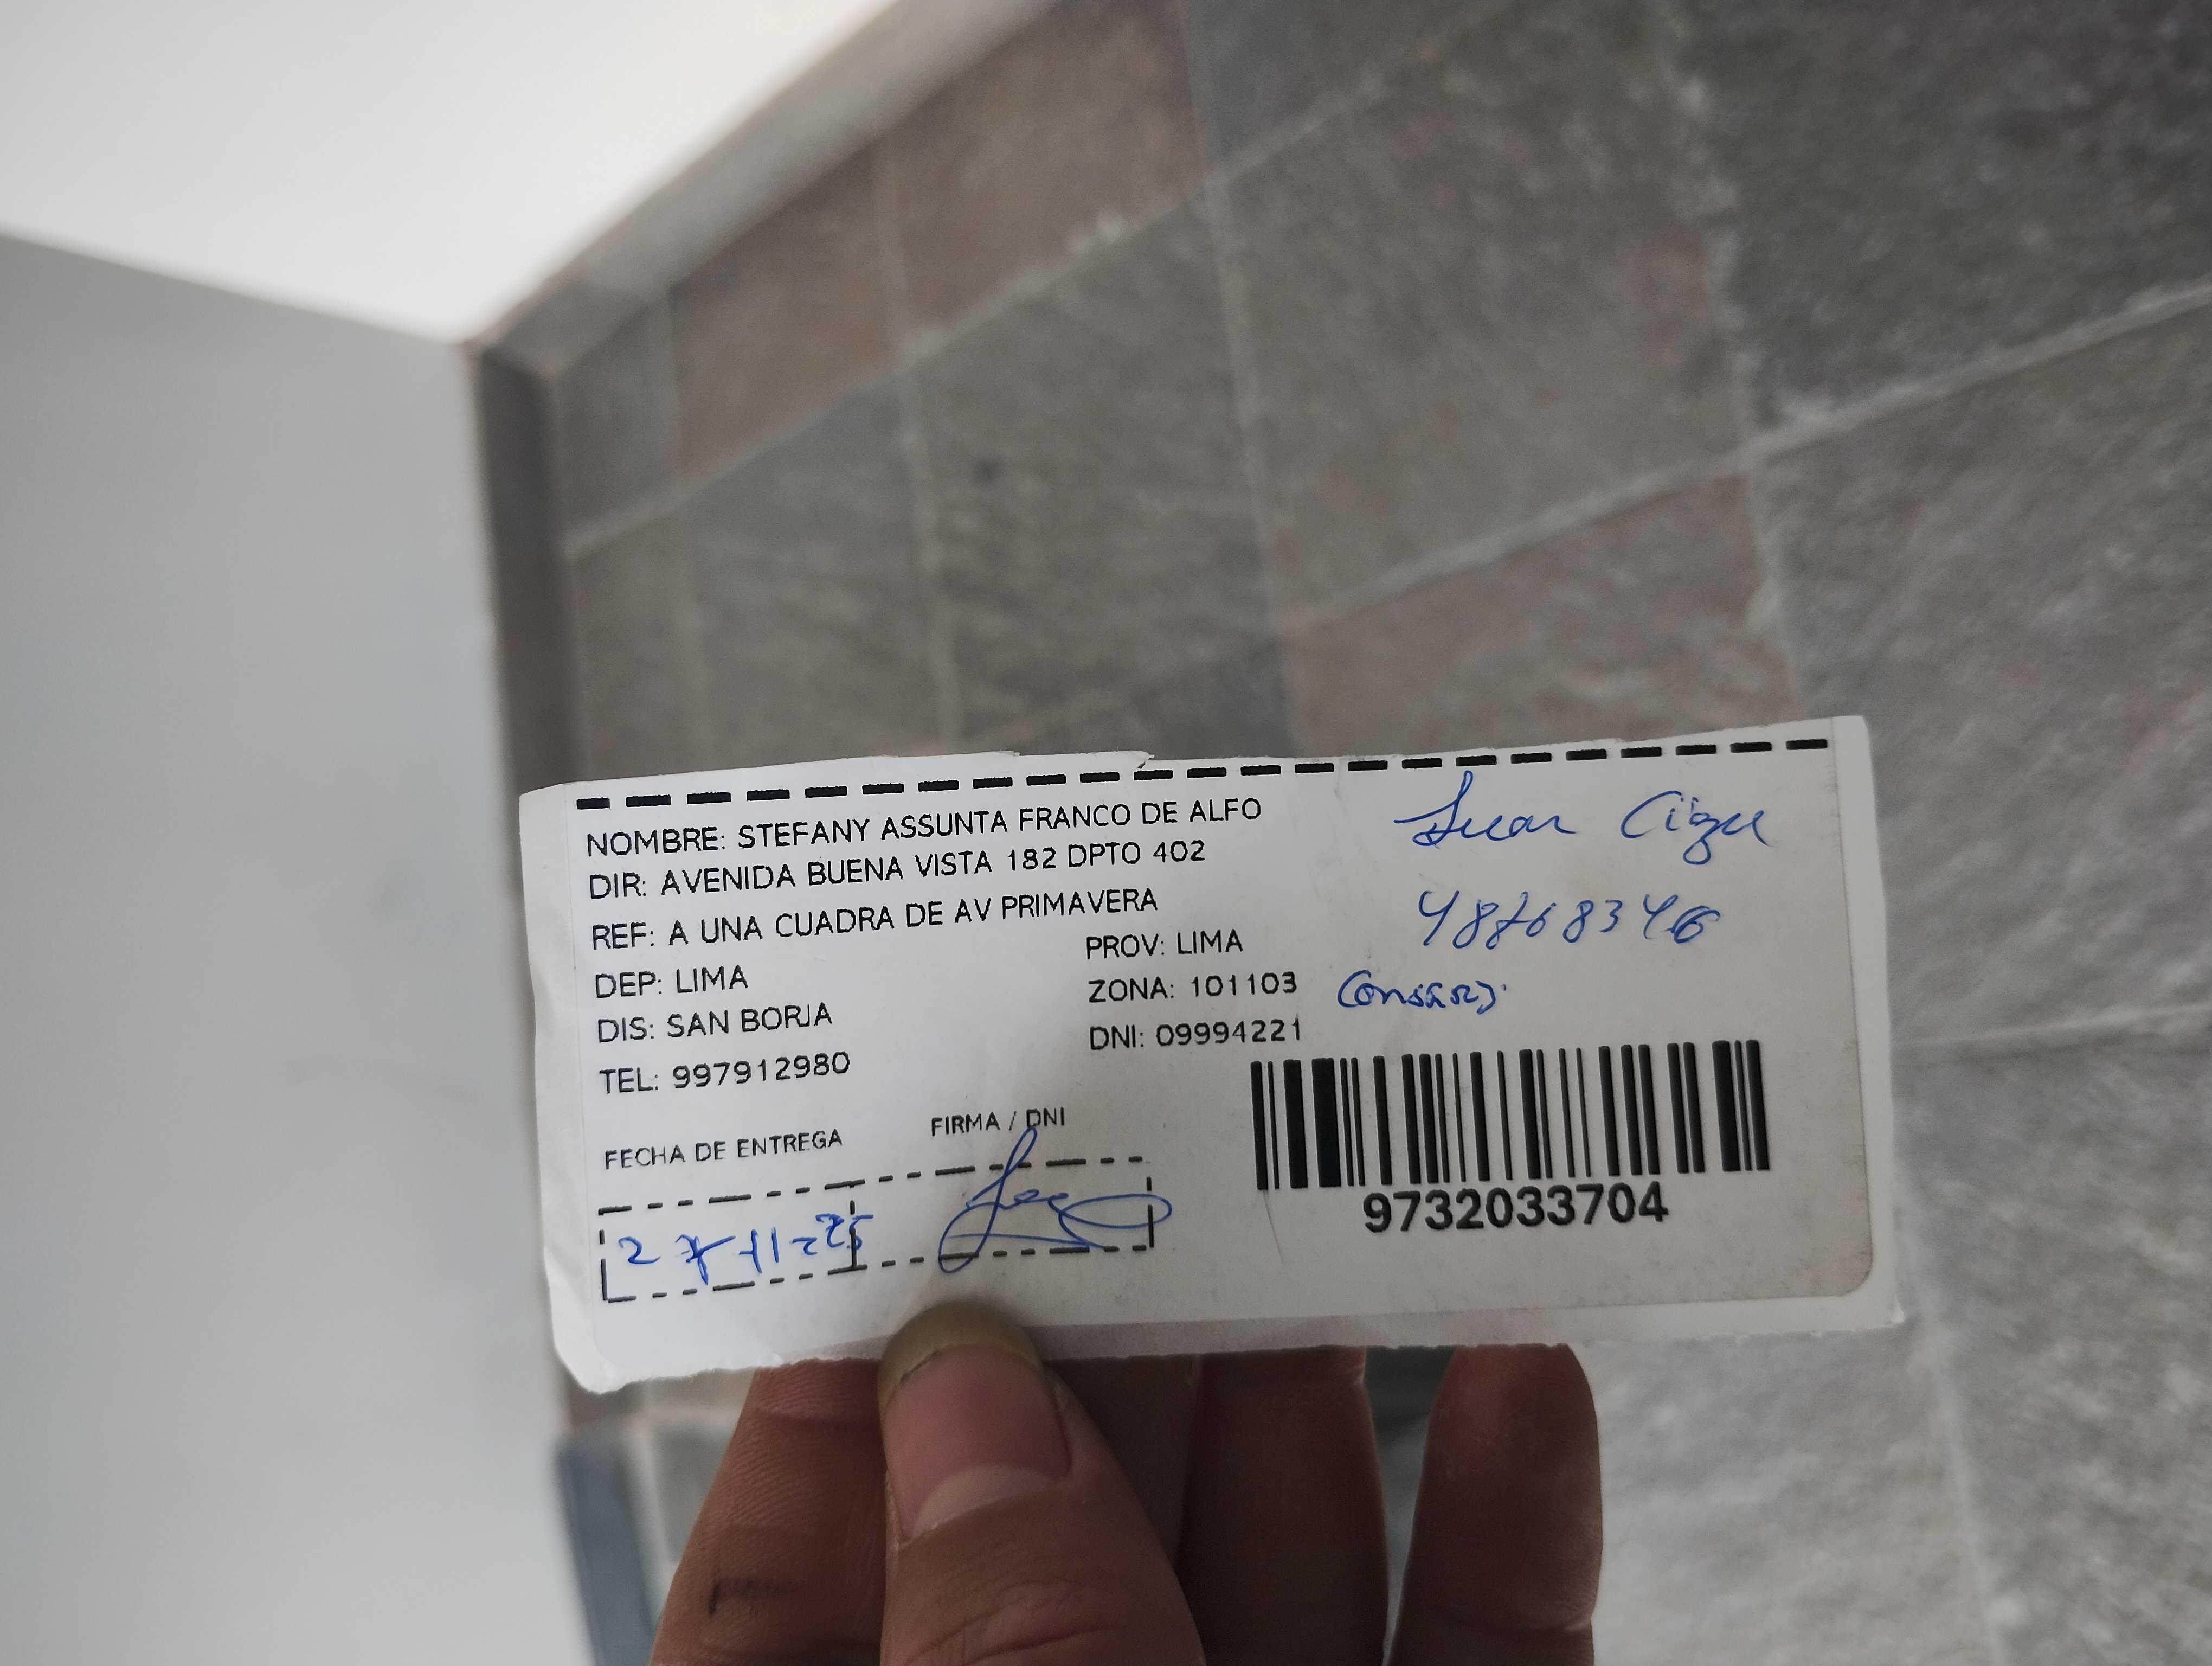 NOMBRE: STEFANY ASSUNTA FRANCO DE ALFO
DIR: AVENIDA BUENA VISTA 182 DPTO 402
REF: A UNA CUADRA DE AV PRIMAVERA
DEP: LIMA PROV: LIMA
DIS: SAN BORJA ZONA: 101103
TEL: 997912980 DNI: 09994221
Juan
48768346
FECHA DE ENTREGA FIRMA / DNI
27-11-25
9732033704